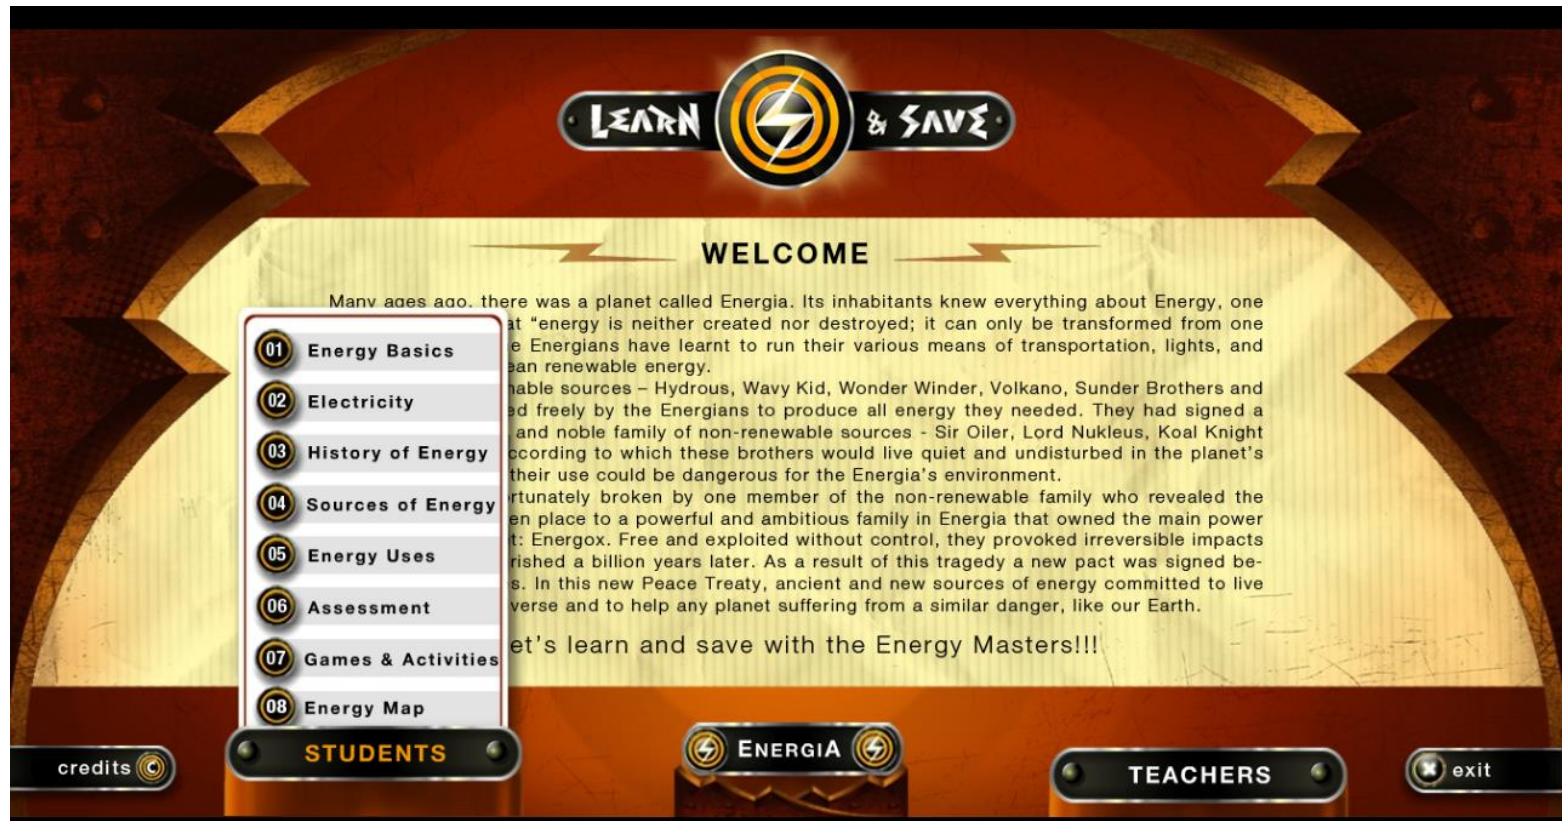 LEARN & SAVE
WELCOME
Many ages ago, there was a planet called Energia. Its inhabitants knew everything about Energy, one
at “energy is neither created nor destroyed; it can only be transformed from one
e Energians have learnt to run their various means of transportation, lights, and
ean renewable energy.
nable sources – Hydrous, Wavy Kid, Wonder Winder, Volkano, Sunder Brothers and
ed freely by the Energians to produce all energy they needed. They had signed a
and noble family of non-renewable sources - Sir Oiler, Lord Nukleus, Koal Knight
ccording to which these brothers would live quiet and undisturbed in the planet’s
their use could be dangerous for the Energia’s environment.
rtunately broken by one member of the non-renewable family who revealed the
en place to a powerful and ambitious family in Energia that owned the main power
t: Energox. Free and exploited without control, they provoked irreversible impacts
rished a billion years later. As a result of this tragedy a new pact was signed be-
s. In this new Peace Treaty, ancient and new sources of energy committed to live
verse and to help any planet suffering from a similar danger, like our Earth.
et’s learn and save with the Energy Masters!!!
01 Energy Basics
02 Electricity
03 History of Energy
04 Sources of Energy
05 Energy Uses
06 Assessment
07 Games & Activities
08 Energy Map
credits C
STUDENTS
ENERGIA
TEACHERS
exit